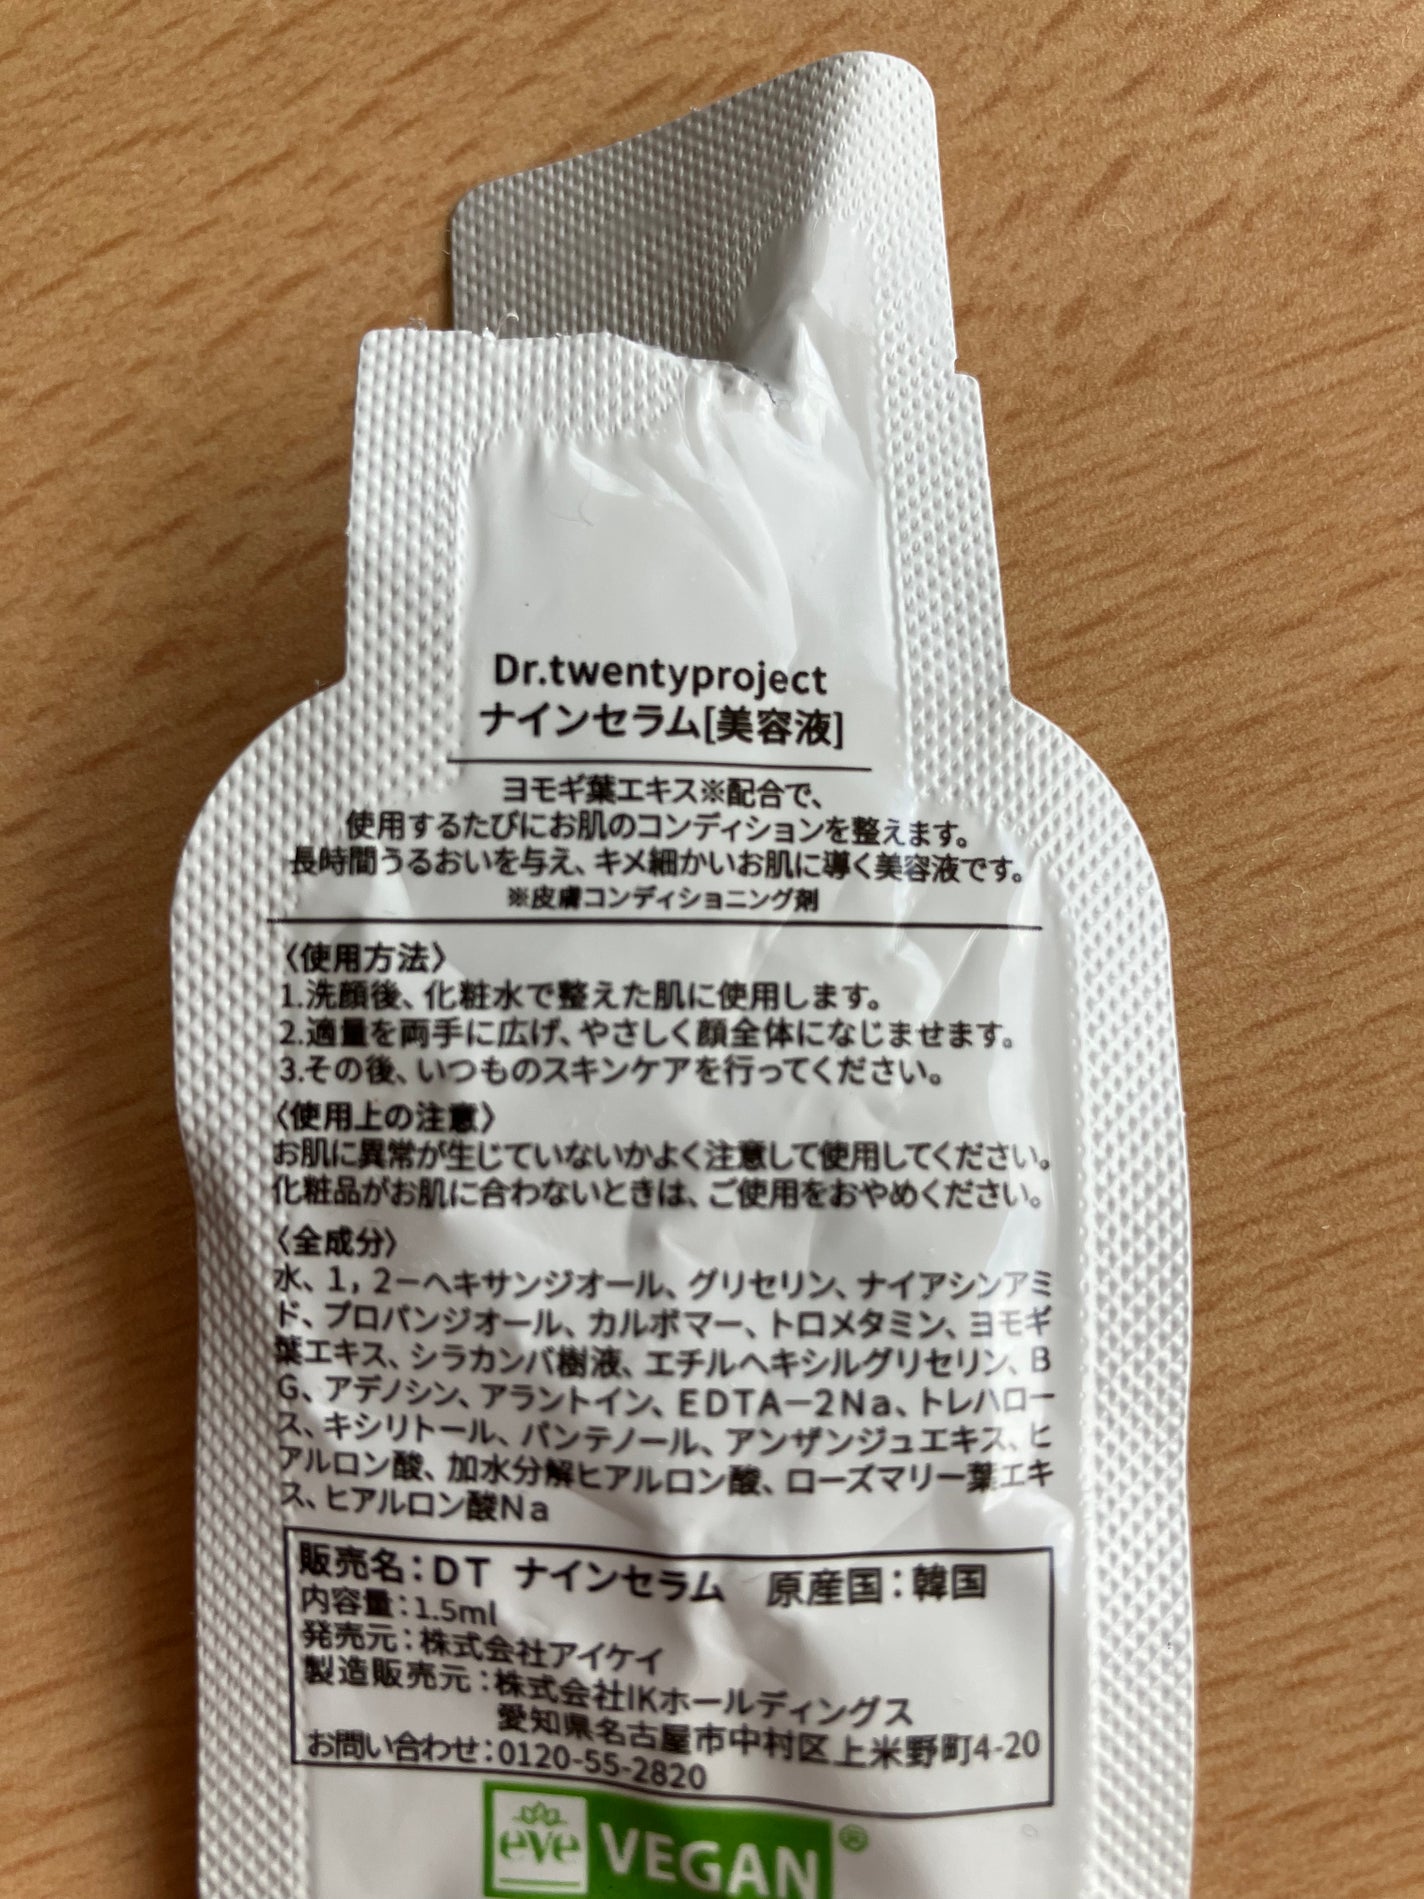 Dr.twentyproject
ナインセラム[美容液]
ヨモギ葉エキス※配合で、
使用するたびにお肌のコンディションを整えます。
長時間うるおいを与え、キメ細かいお肌に導く美容液です。
※皮膚コンディショニング剤
〈使用方法〉
1.洗顔後、化粧水で整えた肌に使用します。
2.適量を両手に広げ、やさしく顔全体になじませます。
3.その後、いつものスキンケアを行ってください。
〈使用上の注意〉
お肌に異常が生じていないかよく注意して使用してください。
化粧品がお肌に合わないときは、ご使用をおやめください。
〈全成分〉
水、1，2－ヘキサンジオール、グリセリン、ナイアシンアミ
ド、プロパンジオール、カルボマー、トロメタミン、ヨモギ
葉エキス、シラカンバ樹液、エチルヘキシルグリセリン、B
G、アデノシン、アラントイン、EDTA－2Na、トレハロー
ス、キシリトール、パンテノール、アンザンジュエキス、ヒ
アルロン酸、加水分解ヒアルロン酸、ローズマリー葉エキ
ス、ヒアルロン酸Na
販売名：DT ナインセラム 原産国：韓国
内容量：1.5ml
発売元：株式会社アイケイ
製造販売元：株式会社IKホールディングス
愛知県名古屋市中村区上米野町4-20
お問い合わせ：0120-55-2820
eve VEGAN®